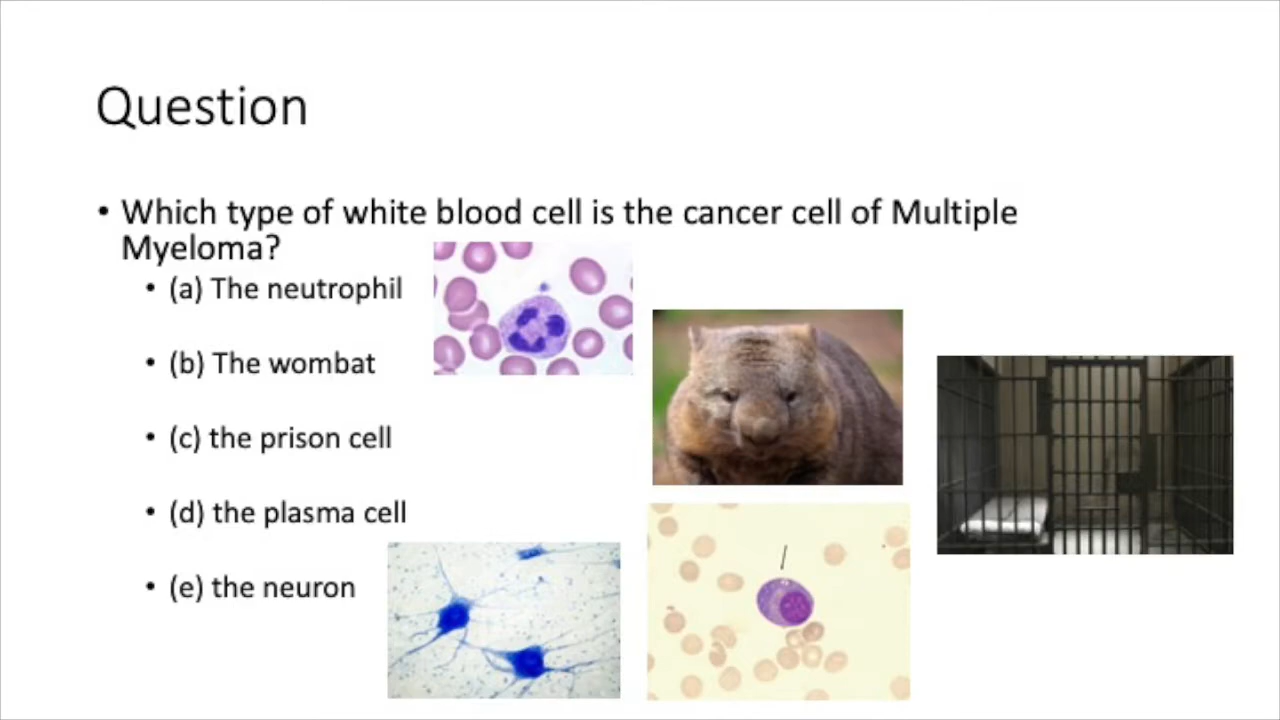 Question
• Which type of white blood cell is the cancer cell of Multiple
Myeloma?
• (a) The neutrophil
• (b) The wombat
• (c) the prison cell
• (d) the plasma cell
• (e) the neuron